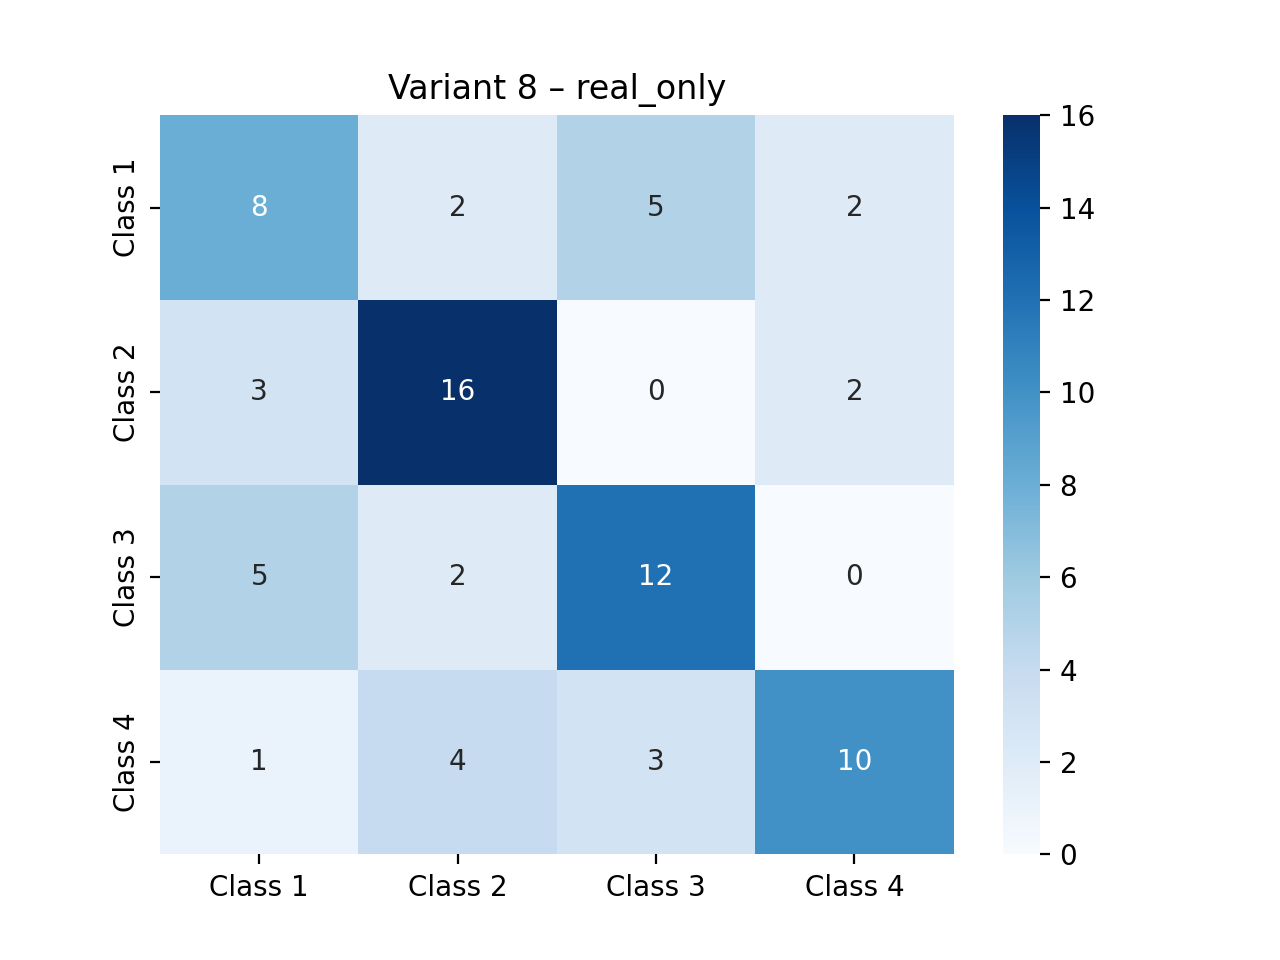 Variant 8 – real_only
Class 1 8 2 5 2
Class 2 3 16 0 2
Class 3 5 2 12 0
Class 4 1 4 3 10
Class 1 Class 2 Class 3 Class 4
16
14
12
10
8
6
4
2
0